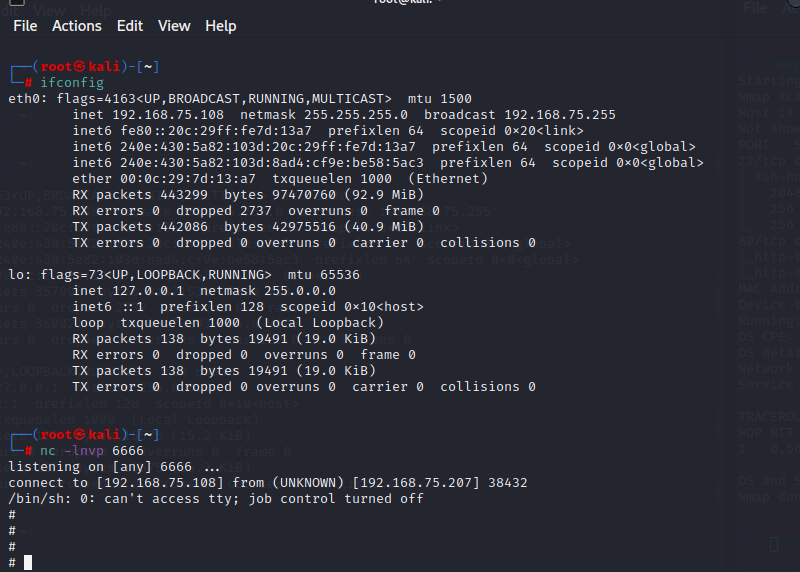 root@kali: ~
File Actions Edit View Help
┌──(root㉿kali)-[~]
└─# ifconfig
eth0: flags=4163<UP,BROADCAST,RUNNING,MULTICAST>  mtu 1500
        inet 192.168.75.108  netmask 255.255.255.0  broadcast 192.168.75.255
        inet6 fe80::20c:29ff:fe7d:13a7  prefixlen 64  scopeid 0×20<link>
        inet6 240e:430:5a82:103d:20c:29ff:fe7d:13a7  prefixlen 64  scopeid 0×0<global>
        inet6 240e:430:5a82:103d:8ad4:cf9e:be58:5ac3  prefixlen 64  scopeid 0×0<global>
        ether 00:0c:29:7d:13:a7  txqueuelen 1000  (Ethernet)
        RX packets 443299  bytes 97470760 (92.9 MiB)
        RX errors 0  dropped 2737  overruns 0  frame 0
        TX packets 442086  bytes 42975516 (40.9 MiB)
        TX errors 0  dropped 0 overruns 0  carrier 0  collisions 0
lo: flags=73<UP,LOOPBACK,RUNNING>  mtu 65536
        inet 127.0.0.1  netmask 255.0.0.0
        inet6 ::1  prefixlen 128  scopeid 0×10<host>
        loop  txqueuelen 1000  (Local Loopback)
        RX packets 138  bytes 19491 (19.0 KiB)
        RX errors 0  dropped 0  overruns 0  frame 0
        TX packets 138  bytes 19491 (19.0 KiB)
        TX errors 0  dropped 0 overruns 0  carrier 0  collisions 0
┌──(root㉿kali)-[~]
└─# nc -lnvp 6666
listening on [any] 6666 ...
connect to [192.168.75.108] from (UNKNOWN) [192.168.75.207] 38432
/bin/sh: 0: can't access tty; job control turned off
#
#
#
#